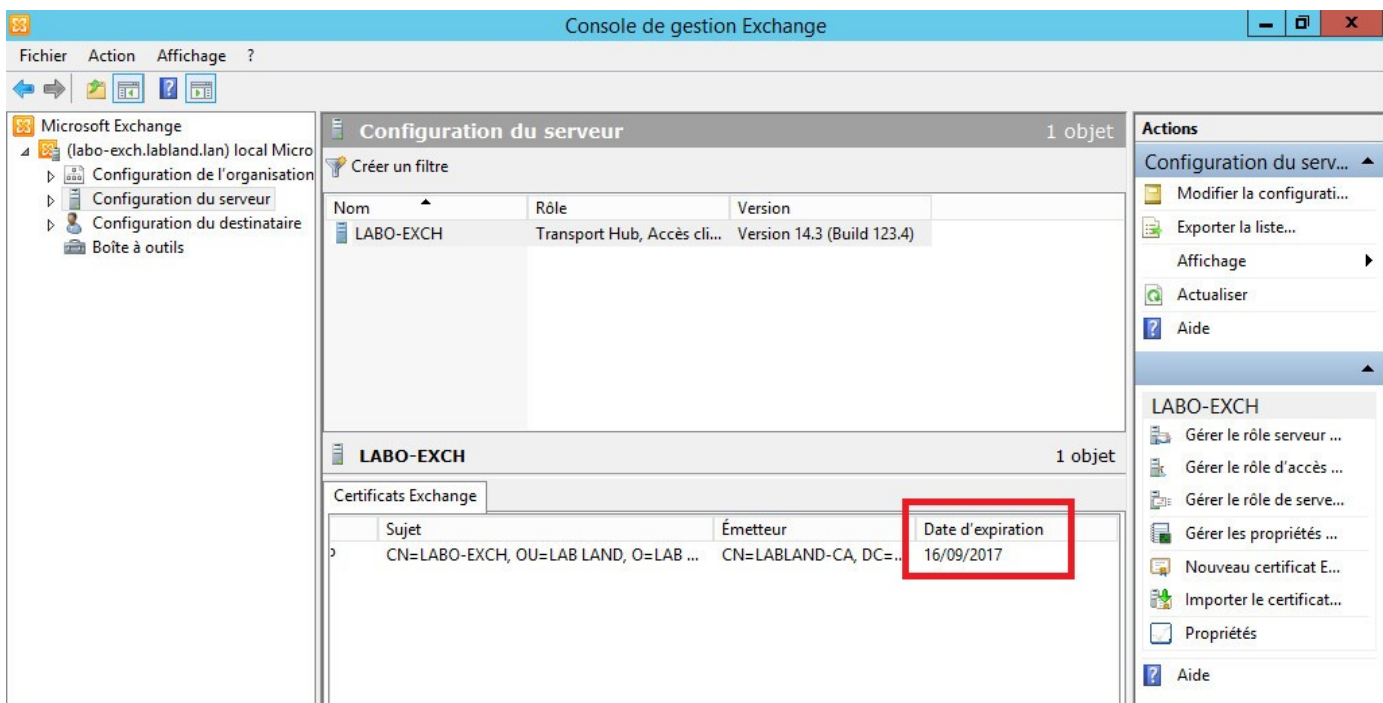 Console de gestion Exchange
Fichier Action Affichage ?
Microsoft Exchange
(labo-exch.labland.lan) local Micro
Configuration de l'organisation
Configuration du serveur
Configuration du destinataire
Boîte à outils
Configuration du serveur 1 objet
Créer un filtre
Nom Rôle Version
LABO-EXCH Transport Hub, Accès cli... Version 14.3 (Build 123.4)
LABO-EXCH 1 objet
Certificats Exchange
Sujet Émetteur Date d'expiration
CN=LABO-EXCH, OU=LAB LAND, O=LAB ... CN=LABLAND-CA, DC=... 16/09/2017
Actions
Configuration du serv...
Modifier la configurati...
Exporter la liste...
Affichage
Actualiser
Aide
LABO-EXCH
Gérer le rôle serveur ...
Gérer le rôle d'accès ...
Gérer le rôle de serve...
Gérer les propriétés ...
Nouveau certificat E...
Importer le certificat...
Propriétés
Aide